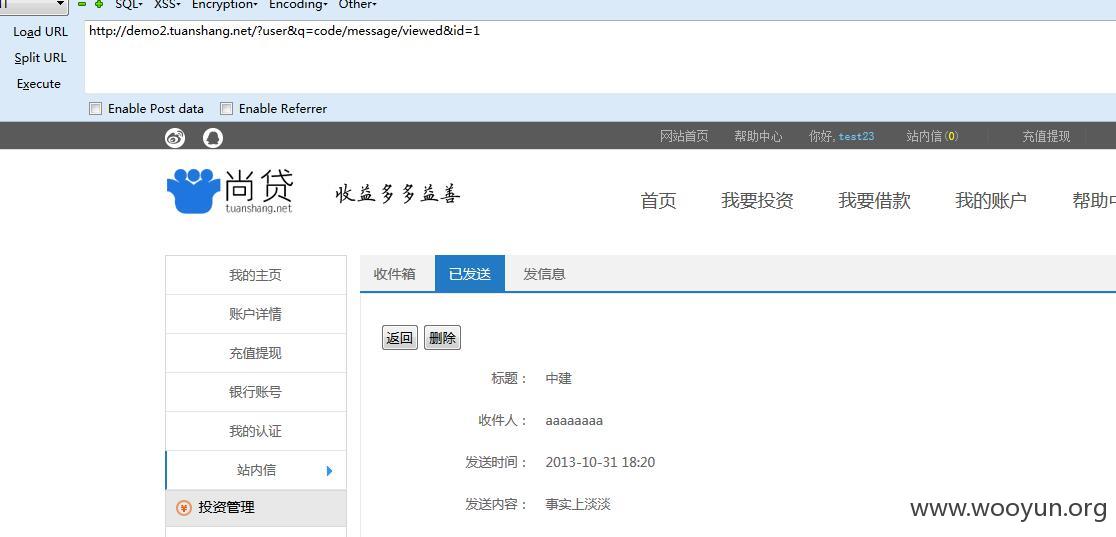 SQL▾ XSS▾ Encryption▾ Encoding▾ Other▾
Load URL http://demo2.tuanshang.net/?user&q=code/message/viewed&id=1
Split URL
Execute
Enable Post data Enable Referrer
网站首页 帮助中心 你好,test23 站内信(0) 充值提现
尚贷
tuanshang.net
收益多多益善
首页 我要投资 我要借款 我的账户 帮助中
我的主页
账户详情
充值提现
银行账号
我的认证
站内信
投资管理
收件箱 已发送 发信息
返回 删除
标题： 中建
收件人： aaaaaaaa
发送时间： 2013-10-31 18:20
发送内容： 事实上淡淡
www.wooyun.org